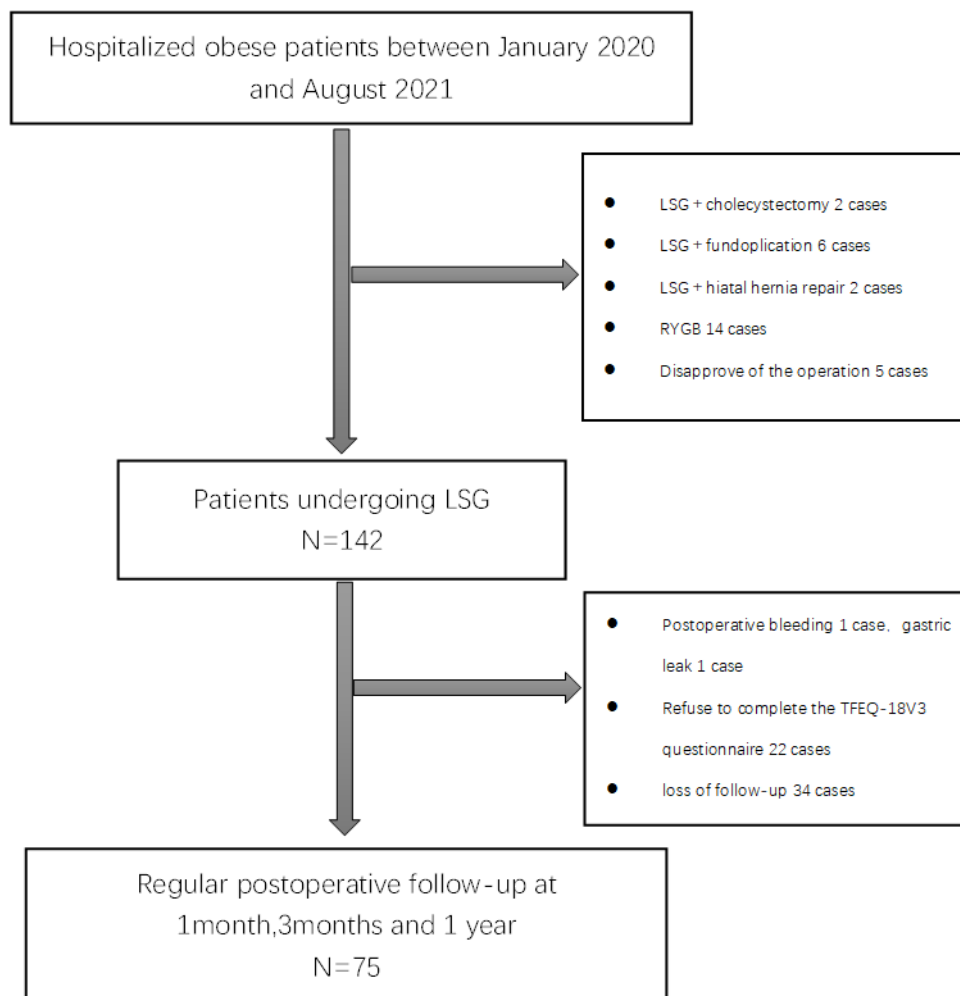 Hospitalized obese patients between January 2020
and August 2021
● LSG + cholecystectomy 2 cases
● LSG + fundoplication 6 cases
● LSG + hiatal hernia repair 2 cases
● RYGB 14 cases
● Disapprove of the operation 5 cases
Patients undergoing LSG
N=142
● Postoperative bleeding 1 case, gastric
leak 1 case
● Refuse to complete the TFEQ-18V3
questionnaire 22 cases
● loss of follow-up 34 cases
Regular postoperative follow-up at
1month,3months and 1 year
N=75